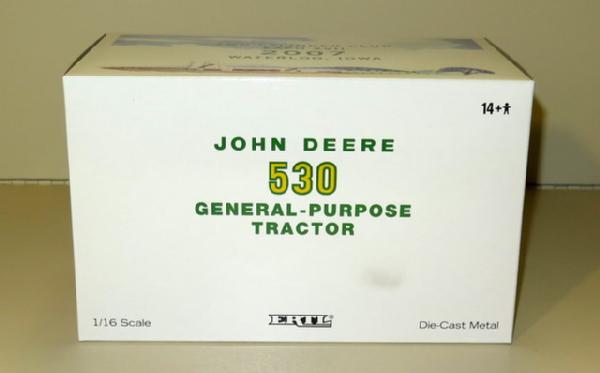 2007
WATERLOO, IOWA
14+
JOHN DEERE
530
GENERAL-PURPOSE
TRACTOR
1/16 Scale
ERTL®
Die-Cast Metal